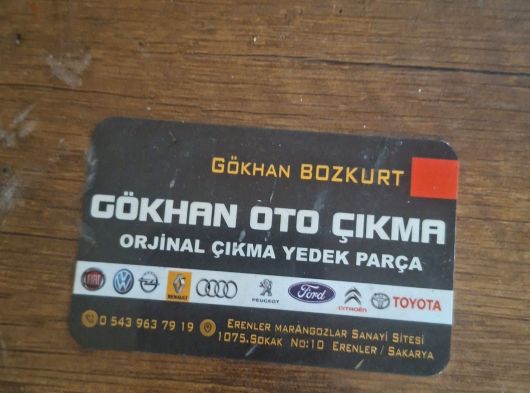 GÖKHAN BOZKURT
GÖKHAN OTO ÇIKMA
ORJİNAL ÇIKMA YEDEK PARÇA
FIAT RENAULT PEUGEOT Ford CITROËN TOYOTA
0 543 963 79 19
ERENLER MARANGOZLAR SANAYİ SİTESİ
1075.SOKAK NO:10 ERENLER / SAKARYA